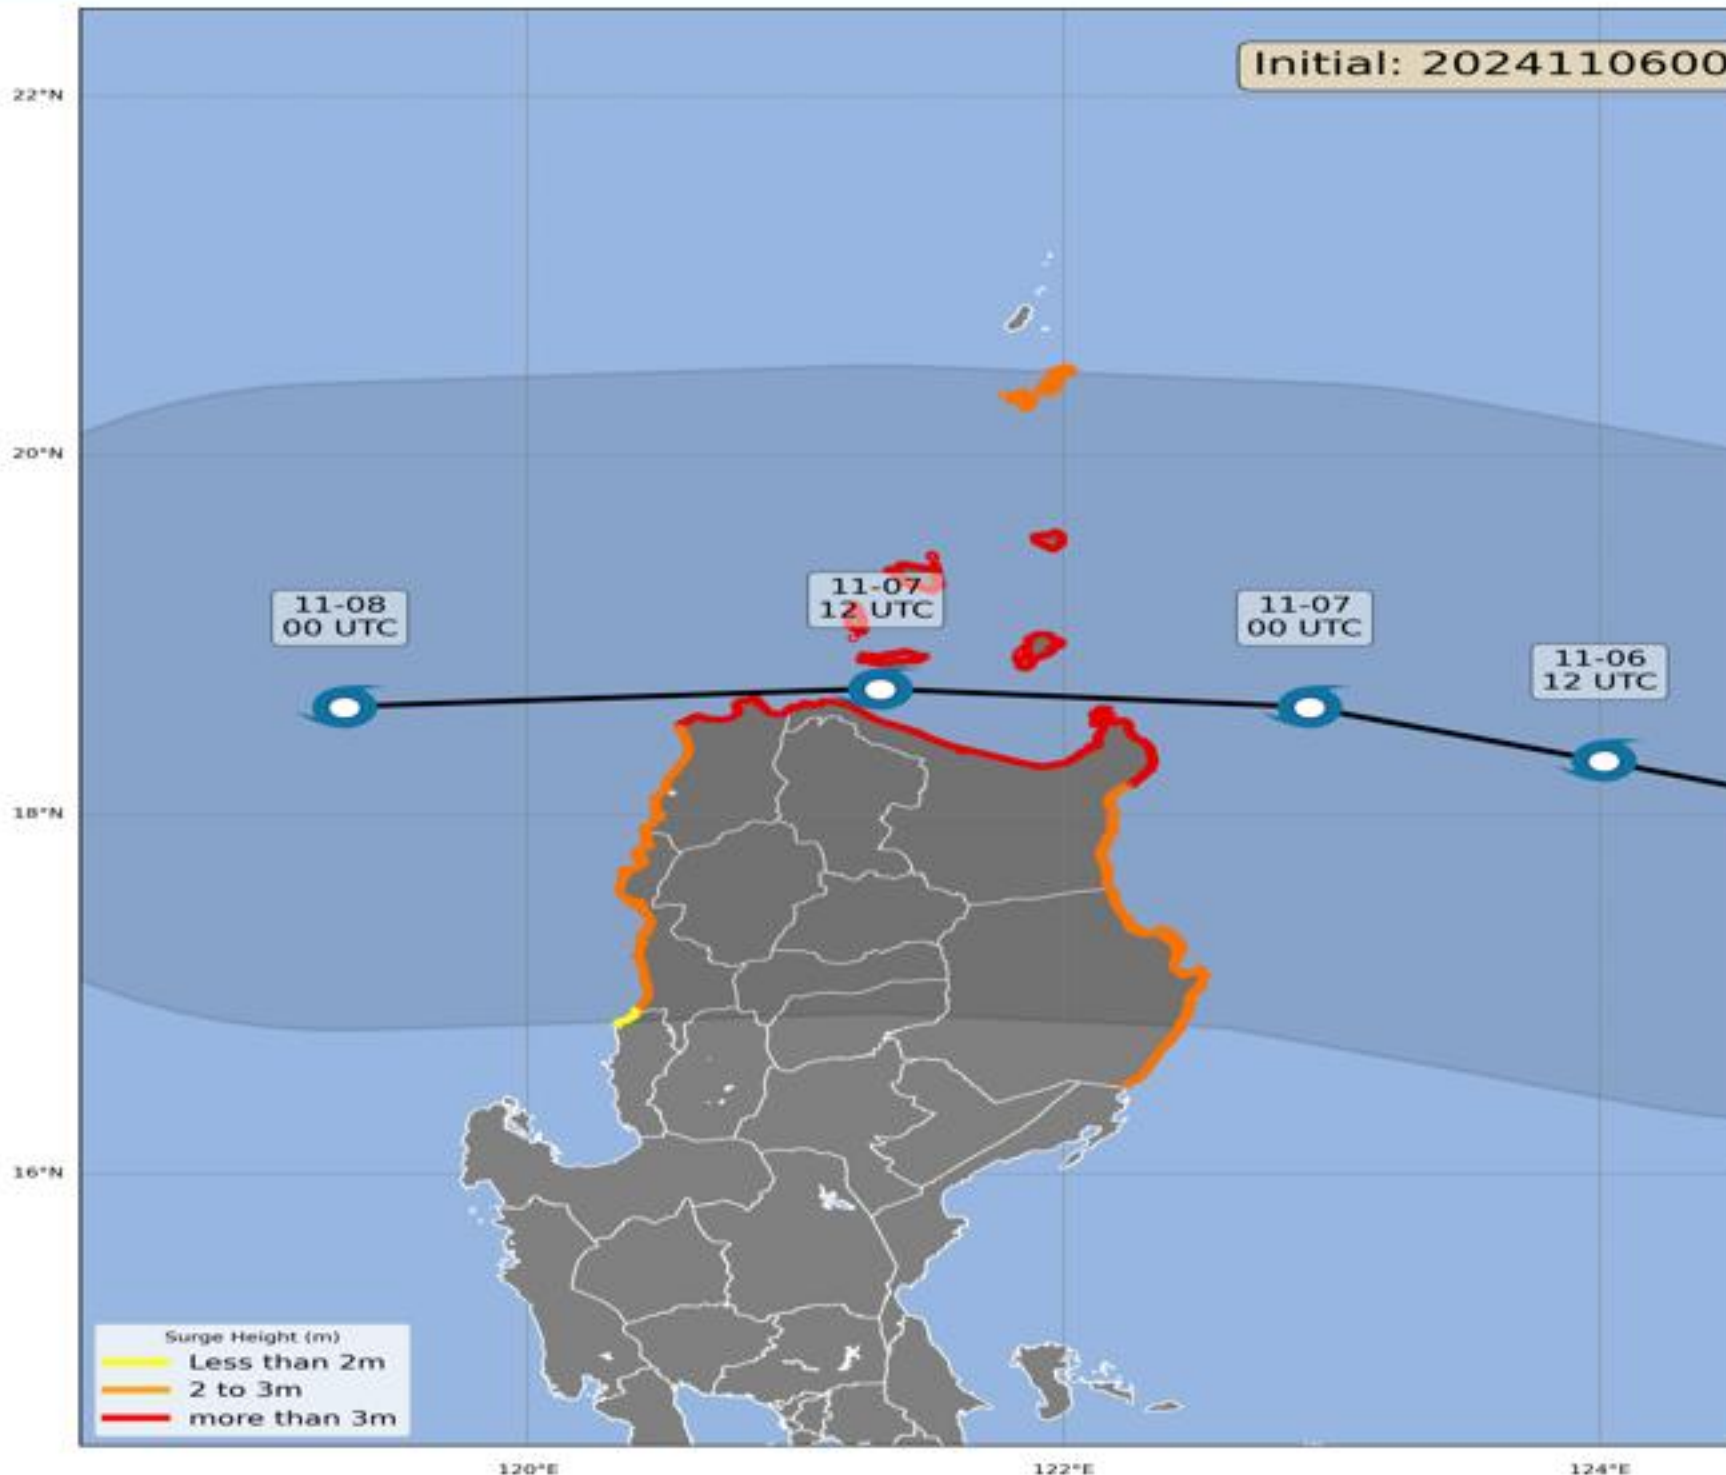 Initial: 2024110600
22°N
20°N
18°N
16°N
11-08
00 UTC
11-07
12 UTC
11-07
00 UTC
11-06
12 UTC
Surge Height (m)
Less than 2m
2 to 3m
more than 3m
120°E
122°E
124°E